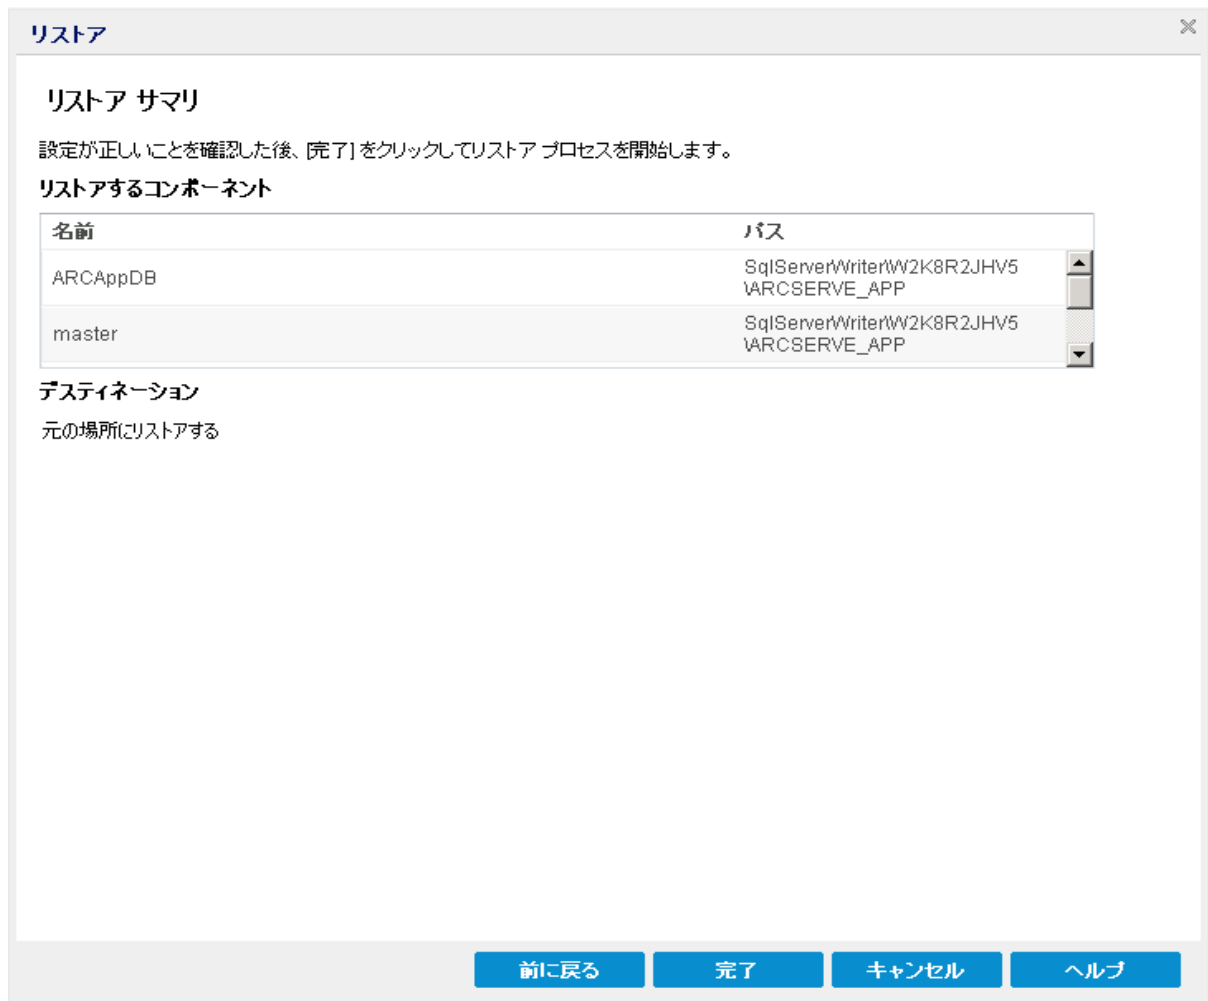 リストア
リストア サマリ
設定が正しいことを確認した後、[完了] をクリックしてリストア プロセスを開始します。
リストアするコンポーネント
名前 パス
ARCAppDB SqlServerWriter\W2K8R2JHV5
\ARCSERVE_APP
master SqlServerWriter\W2K8R2JHV5
\ARCSERVE_APP
デスティネーション
元の場所にリストアする
前に戻る 完了 キャンセル ヘルプ